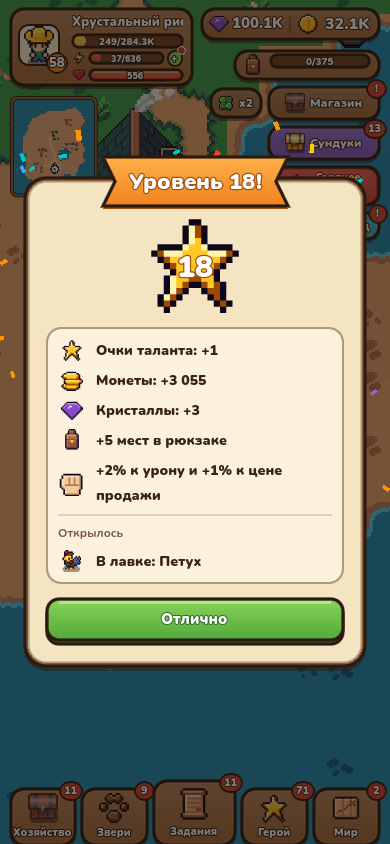 Хрустальный
100.1K
32.1K
249/284.3K
37/636
58
556
0/375
x2
Магазин
!
13
Сундуки
!
Уровень 18!
18
Очки таланта: +1
Монеты: +3 055
Кристаллы: +3
+5 мест в рюкзаке
+2% к урону и +1% к цене
продажи
Открылось
В лавке: Петух
Отлично
11
9
11
71
2
Хозяйство
Звери
Задания
Герой
Мир